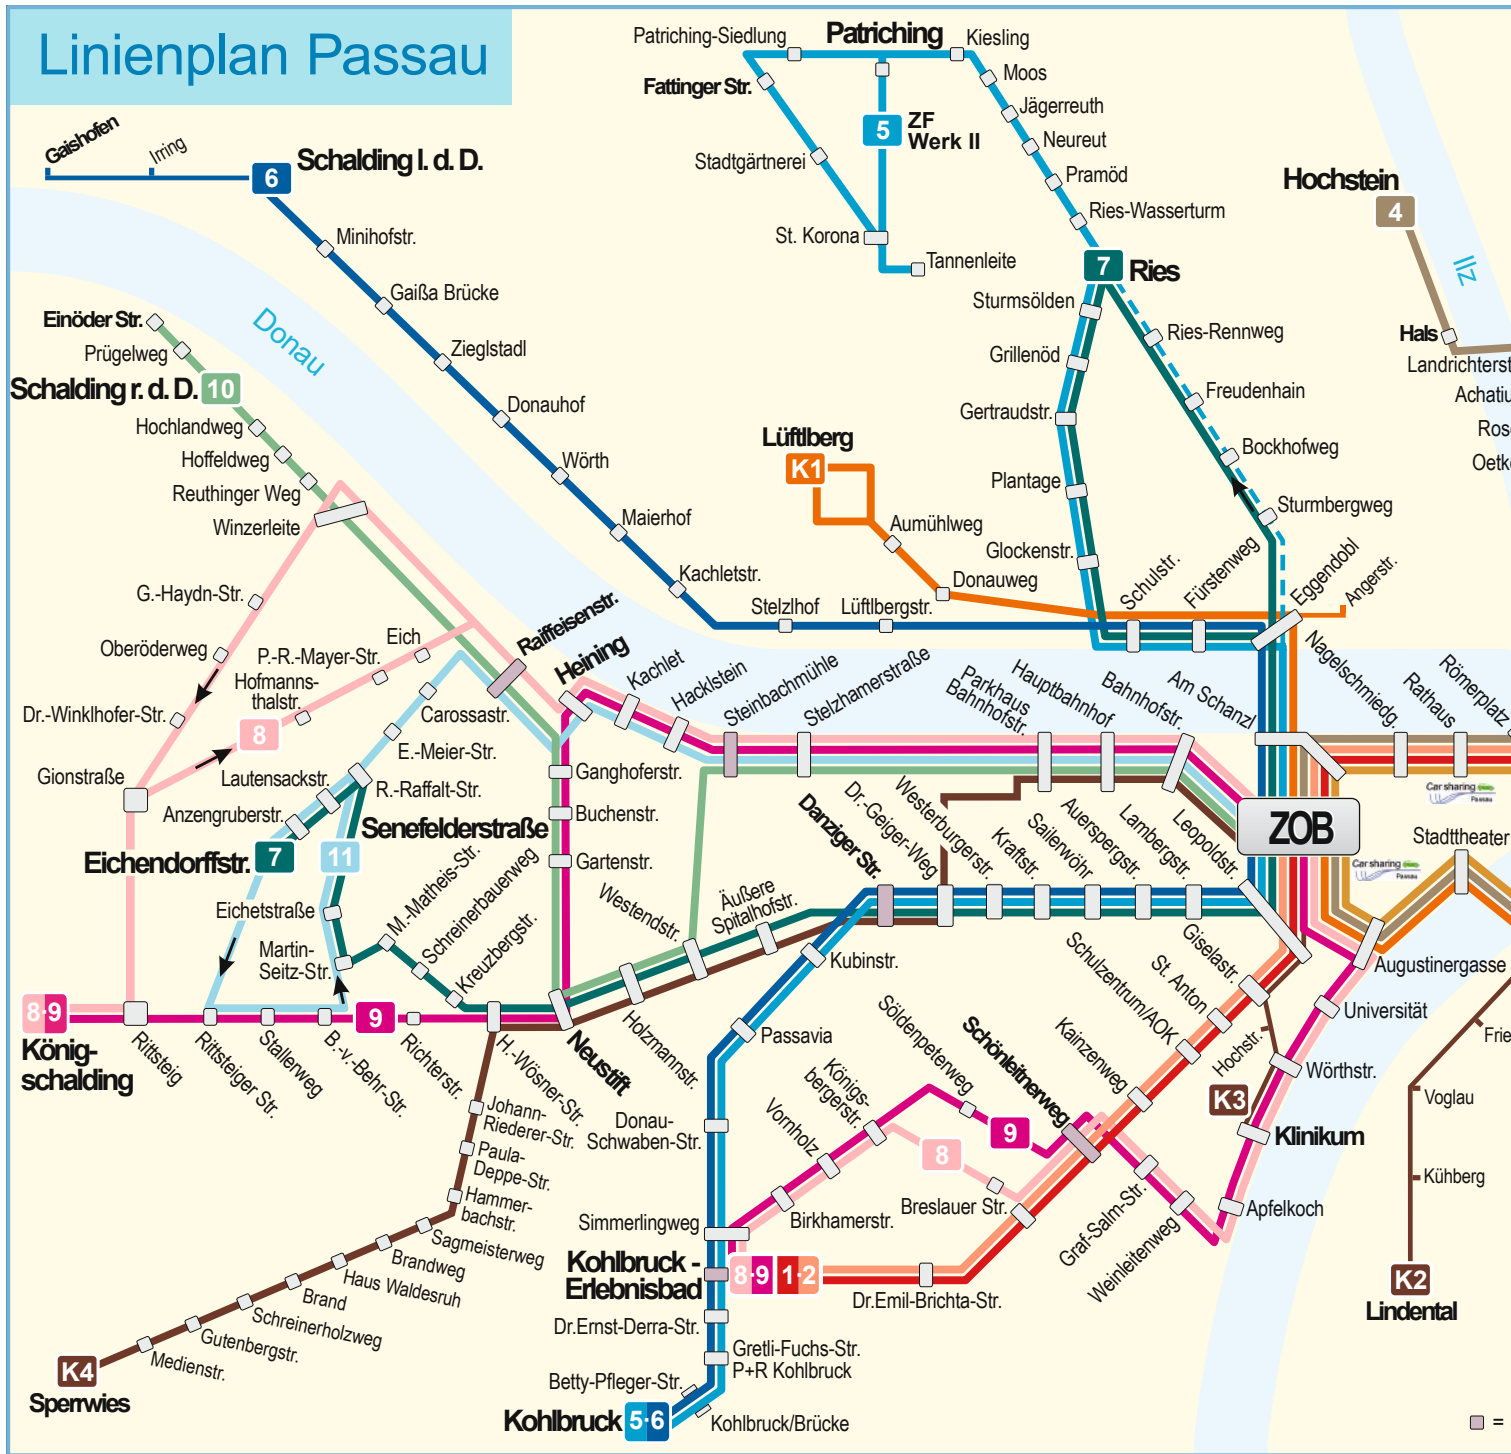 Linienplan Passau
Patriching-Siedlung
Patriching
Kiesling
Fattinger Str.
Moos
Jägerreuth
5
ZF
Werk II
Neureut
Stadtgärtnerei
Pramöd
Ries-Wasserturm
St. Korona
Tannenleite
7
Ries
Hochstein
4
Ilz
Hals
Landrichterst
Achatiu
Ros
Oetk
Gaishofen
Irring
6
Schalding l. d. D.
Minihofstr.
Gaißa Brücke
Zieglstadl
Donauhof
Wörth
Maierhof
Kachletstr.
Stelzlhof
Lüftlbergstr.
Donau
Einöder Str.
Prügelweg
Schalding r. d. D.
10
Hochlandweg
Hoffeldweg
Reuthinger Weg
Winzerleite
Sturmsölden
Grillenöd
Gertraudstr.
Plantage
Glockenstr.
Ries-Rennweg
Freudenhain
Bockhofweg
Sturmbergweg
Lüftlberg
K1
Aumühlweg
Donauweg
Schulstr.
Fürstenweg
Eggendobl
Angerstr.
G.-Haydn-Str.
Oberöderweg
Dr.-Winklhofer-Str.
Gionstraße
Eich
P.-R.-Mayer-Str.
Hofmanns-
thalstr.
8
Carossastr.
E.-Meier-Str.
R.-Raffalt-Str.
Lautensackstr.
Anzengruberstr.
Eichendorffstr.
7
Senefelderstraße
11
Eichetstraße
Martin-
Seitz-Str.
M.-Matheis-Str.
Schreinerbauerweg
Kreuzbergstr.
Raiffeisenstr.
Heining
Kachlet
Hacklstein
Steinbachmühle
Stelzhamerstraße
Parkhaus
Bahnhofstr.
Hauptbahnhof
Bahnhofstr.
Am Schanzl
Nagelschmiedg.
Rathaus
Römerplatz
Ganghoferstr.
Buchenstr.
Gartenstr.
Westendstr.
Äußere
Spitalhofstr.
Danziger Str.
Dr.-Geiger-Weg
Westerburgerstr.
Kraftstr.
Sailerwöhr
Auerspergstr.
Lambergstr.
Leopoldstr.
ZOB
Car sharing
Passau
Car sharing
Passau
Stadttheater
Augustinergasse
8·9
König-
schalding
Rittsteig
Rittsteiger Str.
Stallerweg
B.-v.-Behr-Str.
9
Richterstr.
H.-Wösner-Str.
Neustift
Holzmannstr.
Kubinstr.
Passavia
Donau-
Schwaben-Str.
Simmerlingweg
Kohlbruck -
Erlebnisbad
8·9
1·2
Dr.Ernst-Derra-Str.
Gretli-Fuchs-Str.
P+R Kohlbruck
Betty-Pfleger-Str.
Kohlbruck
5·6
Kohlbruck/Brücke
Johann-
Riederer-Str.
Paula-
Deppe-Str.
Hammer-
bachstr.
Sagmeisterweg
Brandweg
Haus Waldesruh
Brand
Schreinerholzweg
Gutenbergstr.
Medienstr.
K4
Sperrwies
Söldenpeterweg
Königs-
bergerstr.
Vornholz
Birkhamerstr.
9
8
Breslauer Str.
Dr.Emil-Brichta-Str.
Schönleitnerweg
Kainzenweg
Schulzentrum/AOK
St. Anton
Giselastr.
Hochstr.
K3
Klinikum
Wörthstr.
Universität
Apfelkoch
Graf-Salm-Str.
Weinleitenweg
Frie
Voglau
Kühberg
K2
Lindental
=